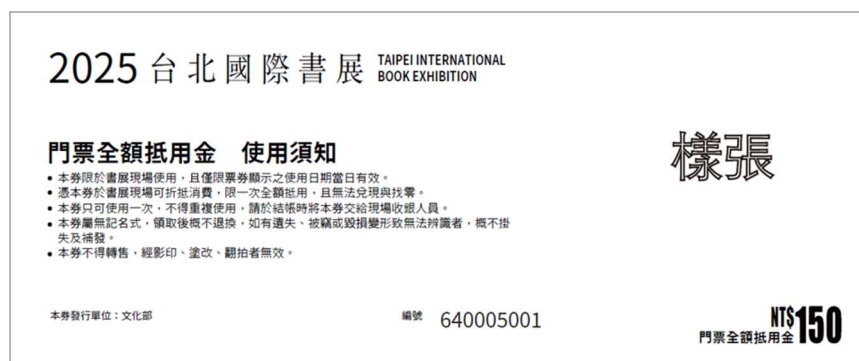 2025 台北國際書展 TAIPEI INTERNATIONAL
BOOK EXHIBITION
樣張
門票全額抵用金 使用須知
• 本券限於書展現場使用，且僅限票券顯示之使用日期當日有效。
• 憑本券於書展現場可折抵消費，限一次全額抵用，且無法兌現與找零。
• 本券只可使用一次，不得重複使用，請於結帳時將本券交給現場收銀人員。
• 本券屬無記名式，領取後概不退換，如有遺失、被竊或毀損變形致無法辨識者，概不掛
失及補發。
• 本券不得轉售，經影印、塗改、翻拍者無效。
本券發行單位：文化部
編號 640005001
NT$150
門票全額抵用金